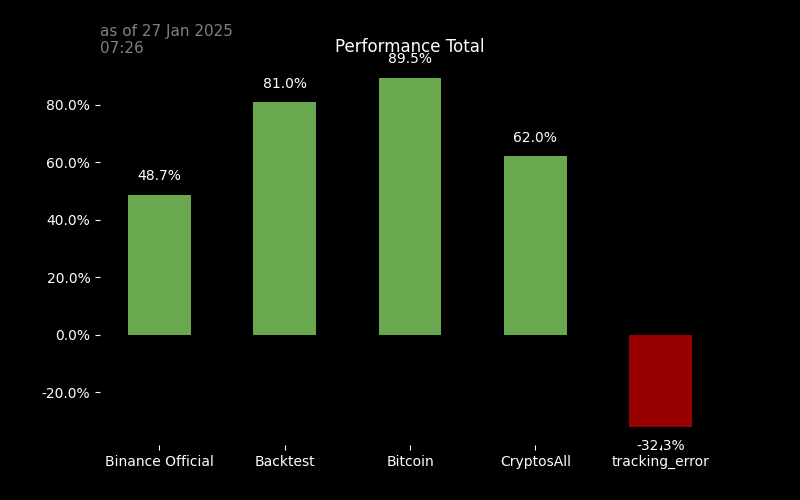 as of 27 Jan 2025
07:26
Performance Total
89.5%
81.0%
62.0%
48.7%
-32.3%
80.0%
60.0%
40.0%
20.0%
0.0%
-20.0%
Binance Official
Backtest
Bitcoin
CryptosAll
tracking_error